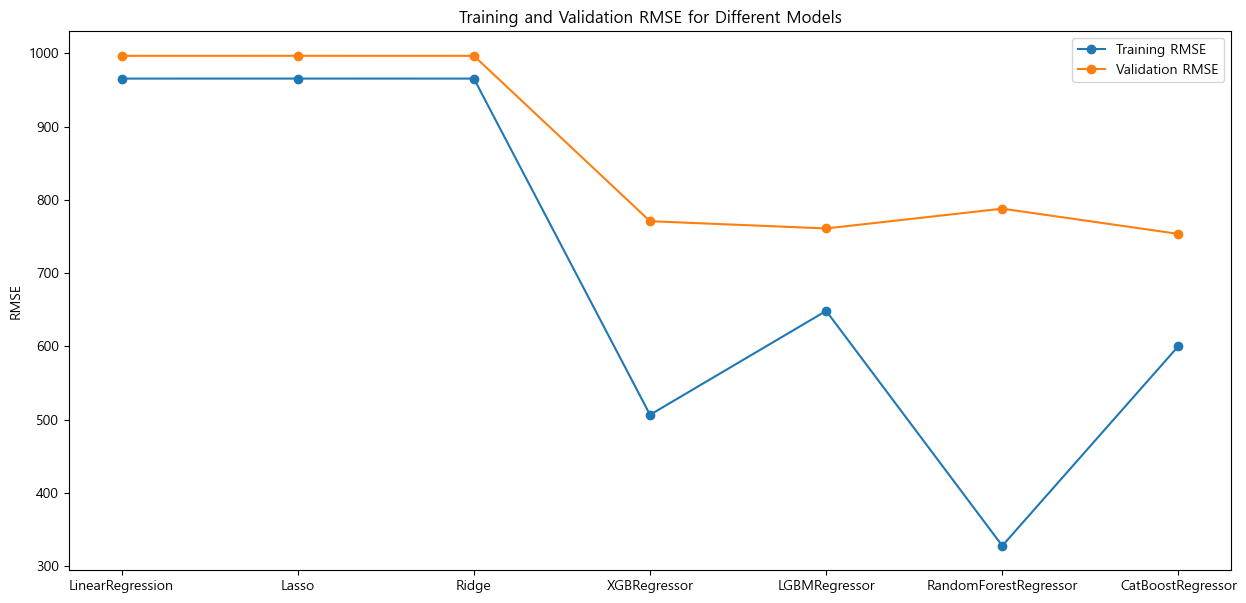 Training and Validation RMSE for Different Models
Training RMSE
Validation RMSE
RMSE
1000
900
800
700
600
500
400
300
LinearRegression
Lasso
Ridge
XGBRegressor
LGBMRegressor
RandomForestRegressor
CatBoostRegressor